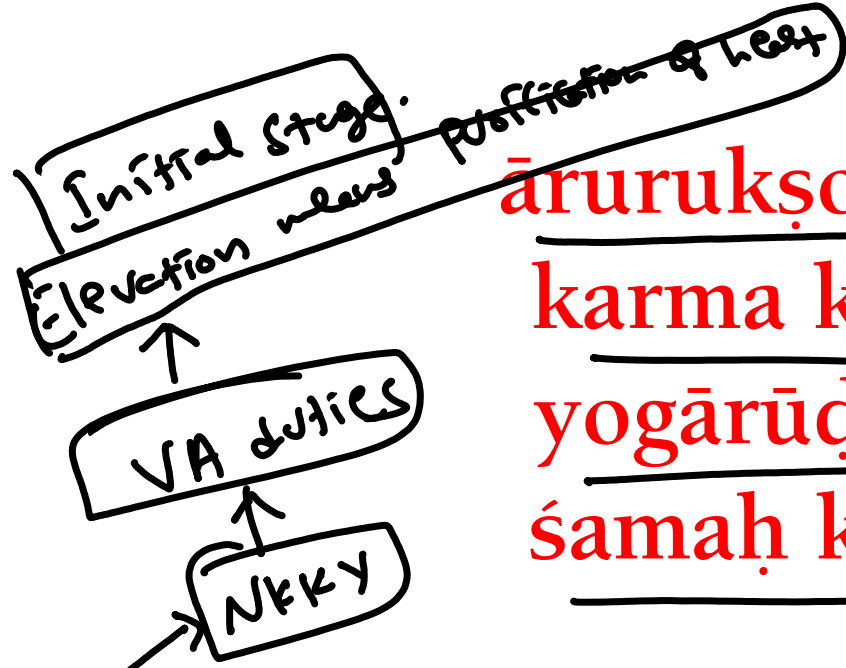 Initial Stage.
Elevation means purification of heart
VA duties
NKKY
ārurukṣo
karma k
yogārūḍ
śamaḥ k